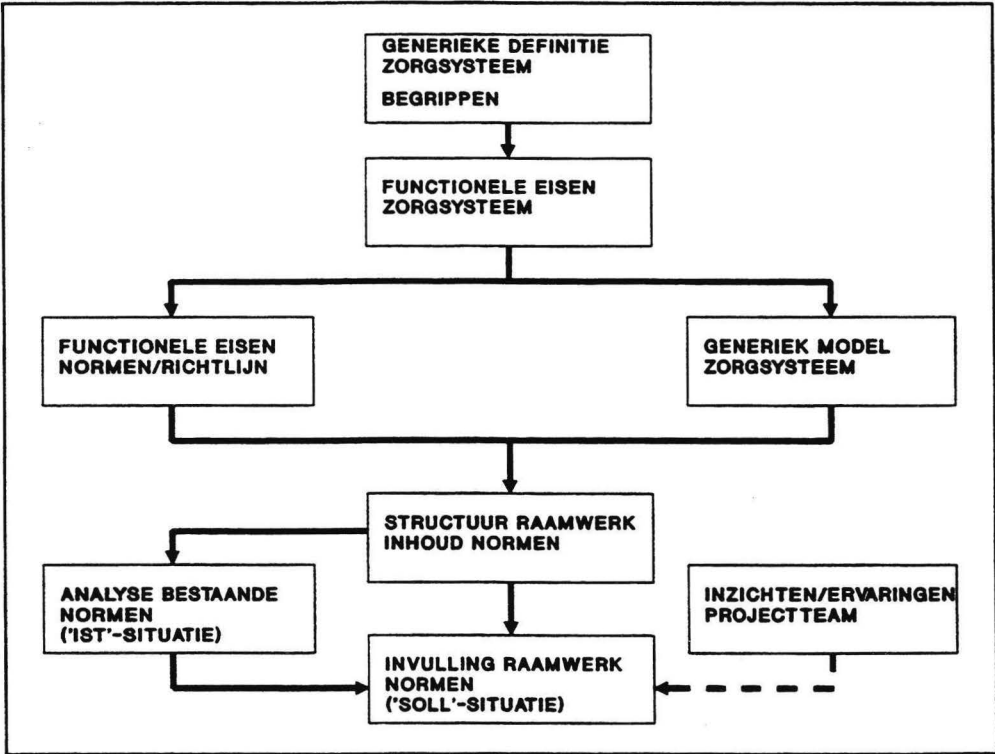 GENERIEKE DEFINITIE
ZORGSYSTEEM
BEGRIPPEN
FUNCTIONELE EISEN
ZORGSYSTEEM
FUNCTIONELE EISEN
NORMEN/RICHTLIJN
GENERIEK MODEL
ZORGSYSTEEM
STRUCTUUR RAAMWERK
INHOUD NORMEN
ANALYSE BESTAANDE
NORMEN
('IST'-SITUATIE)
INZICHTEN/ERVARINGEN
PROJECTTEAM
INVULLING RAAMWERK
NORMEN
('SOLL'-SITUATIE)